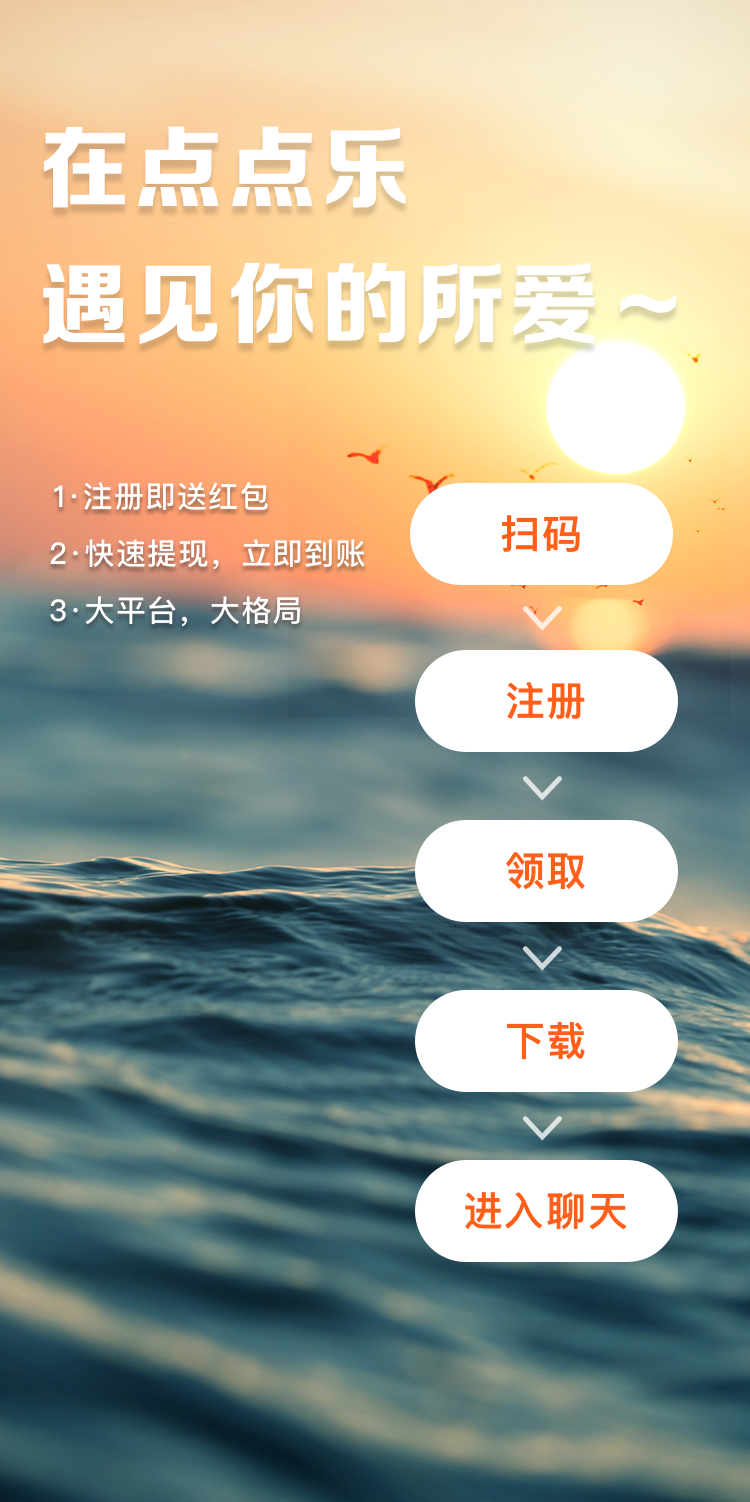 在点点乐
遇见你的所爱~
1·注册即送红包
2·快速提现，立即到账
3·大平台，大格局
扫码
注册
领取
下载
进入聊天